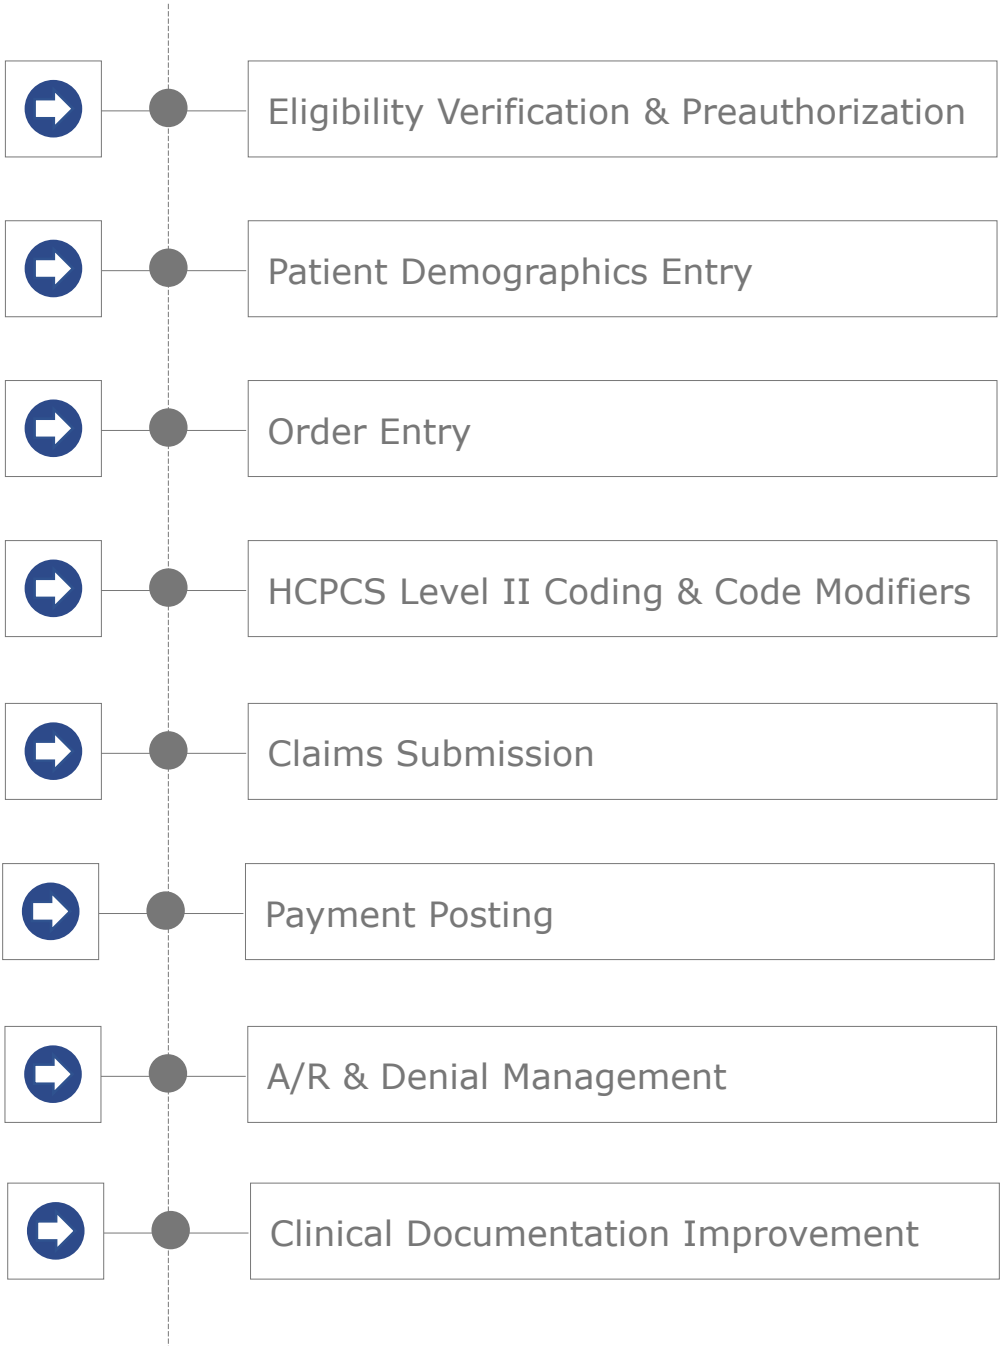 Eligibility Verification & Preauthorization
Patient Demographics Entry
Order Entry
HCPCS Level II Coding & Code Modifiers
Claims Submission
Payment Posting
A/R & Denial Management
Clinical Documentation Improvement